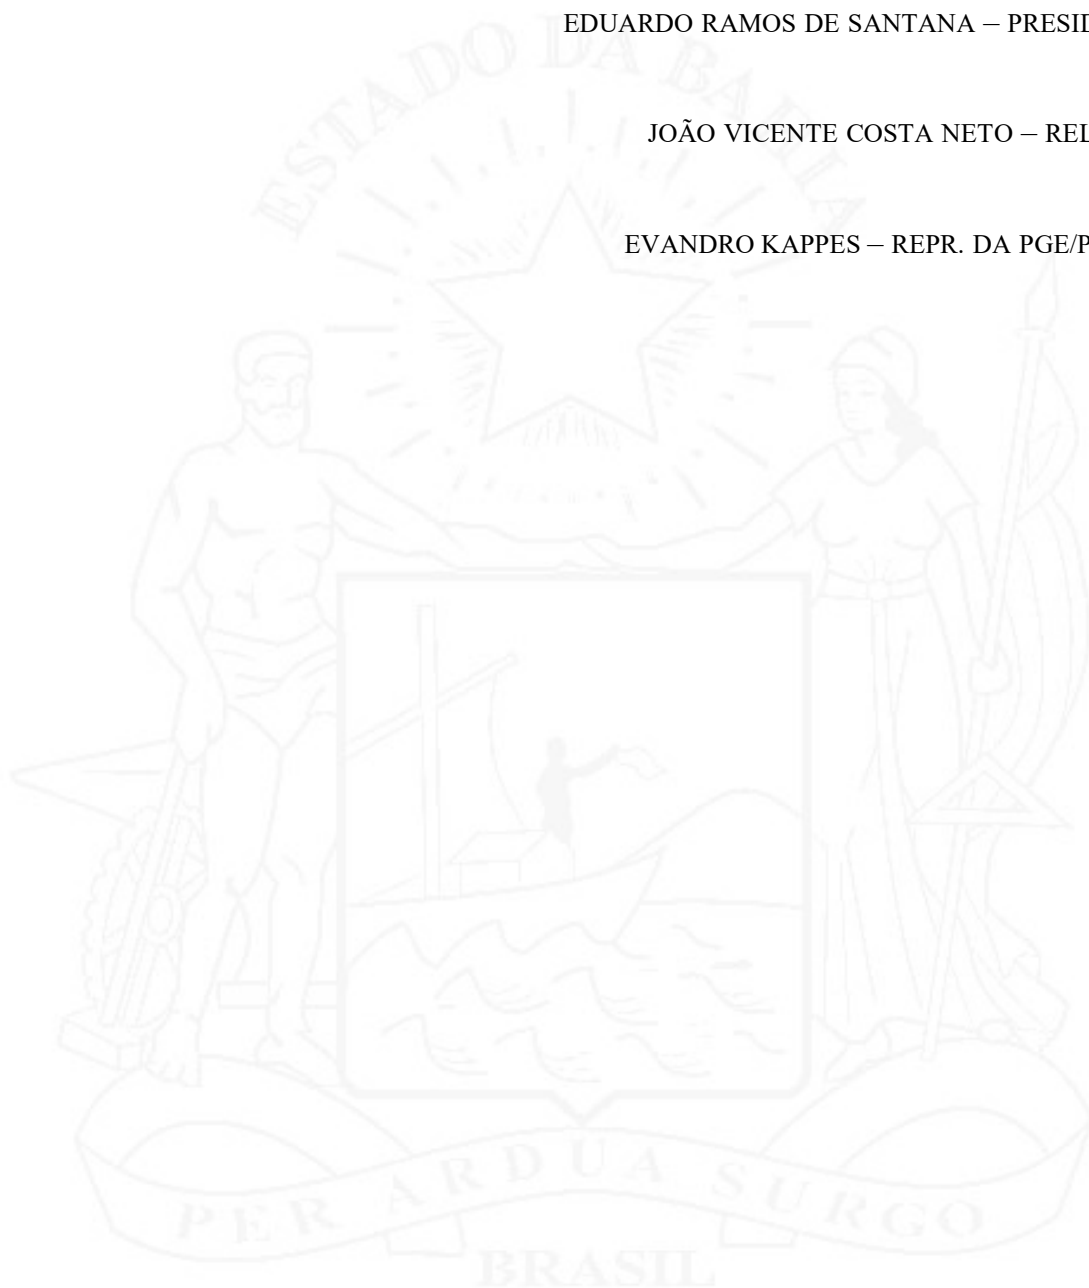 EDUARDO RAMOS DE SANTANA – PRESID
JOÃO VICENTE COSTA NETO – REL
EVANDRO KAPPES – REPR. DA PGE/P
ESTADO DA BAHIA
PER ARDUA SURGO
BRASIL